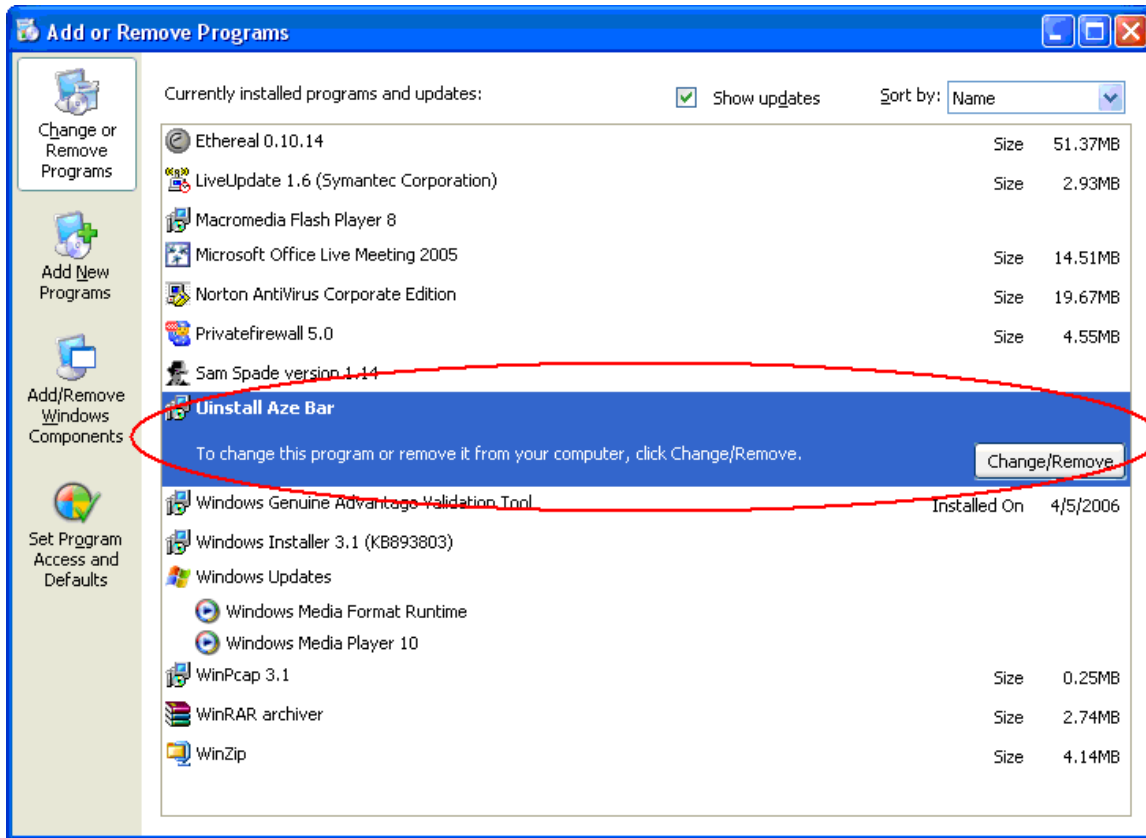 Add or Remove Programs
Change or
Remove
Programs
Add New
Programs
Add/Remove
Windows
Components
Set Program
Access and
Defaults
Currently installed programs and updates:
Show updates
Sort by: Name
Ethereal 0.10.14 Size 51.37MB
LiveUpdate 1.6 (Symantec Corporation) Size 2.93MB
Macromedia Flash Player 8
Microsoft Office Live Meeting 2005 Size 14.51MB
Norton AntiVirus Corporate Edition Size 19.67MB
Privatefirewall 5.0 Size 4.55MB
Sam Spade version 1.14
Uinstall Aze Bar
To change this program or remove it from your computer, click Change/Remove. Change/Remove
Windows Genuine Advantage Validation Tool Installed On 4/5/2006
Windows Installer 3.1 (KB893803)
Windows Updates
Windows Media Format Runtime
Windows Media Player 10
WinPcap 3.1 Size 0.25MB
WinRAR archiver Size 2.74MB
WinZip Size 4.14MB